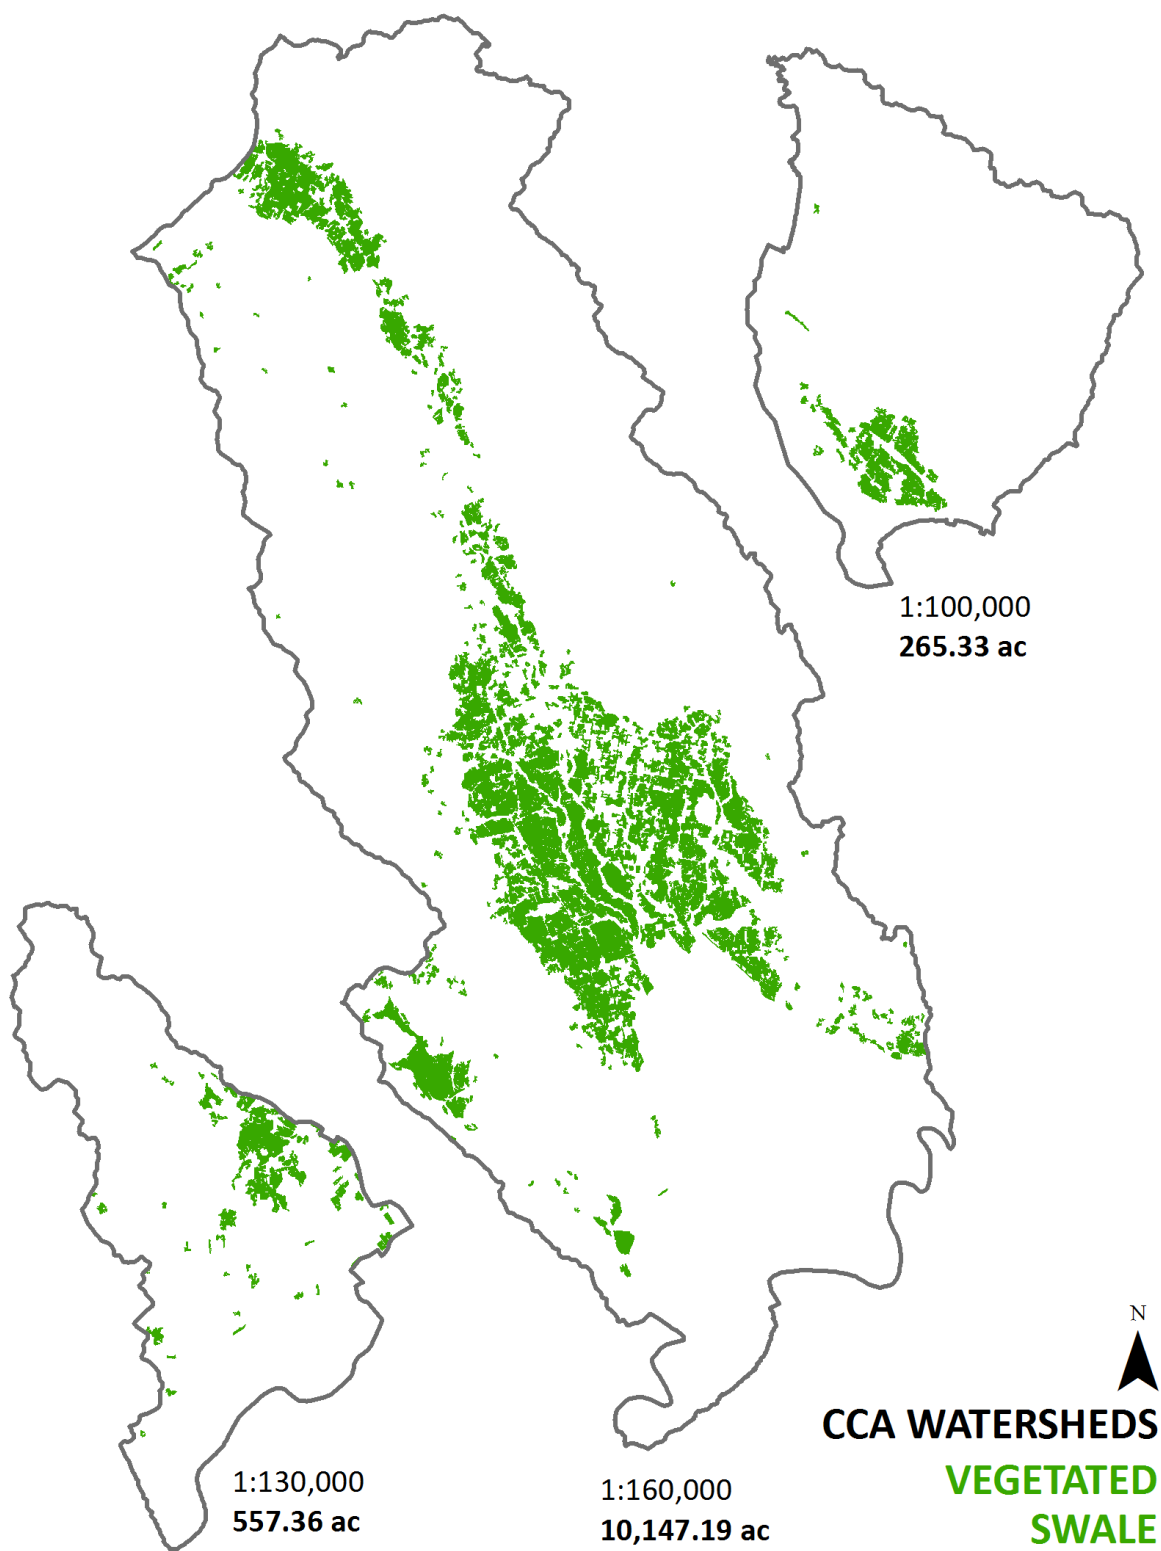 1:100,000
265.33 ac
N
CCA WATERSHEDS
VEGETATED
SWALE
1:130,000
557.36 ac
1:160,000
10,147.19 ac